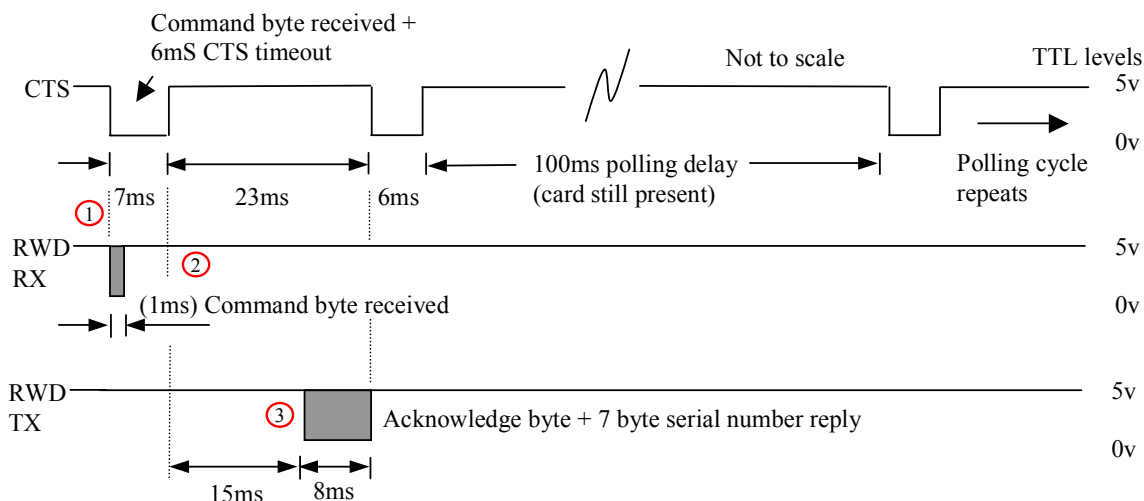 Command byte received +
6mS CTS timeout
Not to scale
TTL levels
CTS
5v
0v
100ms polling delay
(card still present)
Polling cycle
repeats
7ms
23ms
6ms
1
RWD
RX
2
5v
(1ms) Command byte received
0v
RWD
TX
3
Acknowledge byte + 7 byte serial number reply
5v
0v
15ms
8ms